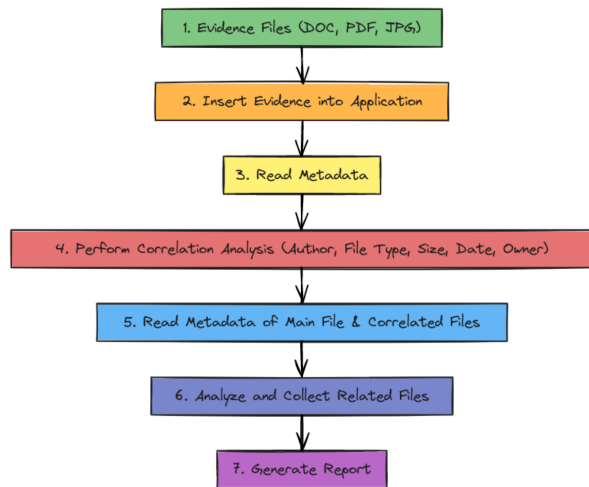 1. Evidence Files (DOC, PDF, JPG,)
2. Insert Evidence into Application
3. Read Metadata
4. Perform Correlation Analysis (Author, File Type, Size, Date, Owner)
5. Read Metadata of Main File & Correlated Files
6. Analyze and Collect Related Files
7. Generate Report